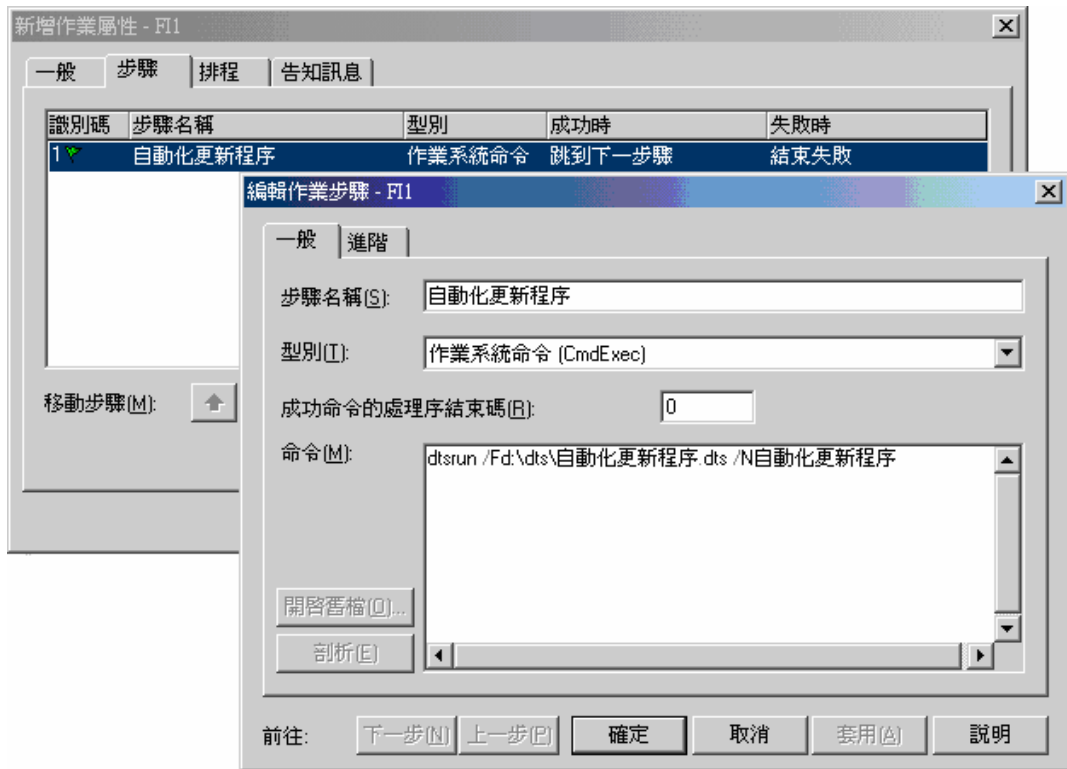 新增作業屬性 - FI1
一般 步驟 排程 告知訊息
識別碼 步驟名稱 型別 成功時 失敗時
1 自動化更新程序 作業系統命令 跳到下一步驟 結束失敗
移動步驟(M):
編輯作業步驟 - FI1
一般 進階
步驟名稱(S): 自動化更新程序
型別(T): 作業系統命令 (CmdExec)
成功命令的處理序結束碼(R): 0
命令(M): dtsrun /Fd:\dts\自動化更新程序.dts /N自動化更新程序
開啓舊檔(O)...
剖析(E)
前往: 下一步(N) 上一步(P) 確定 取消 套用(A) 說明